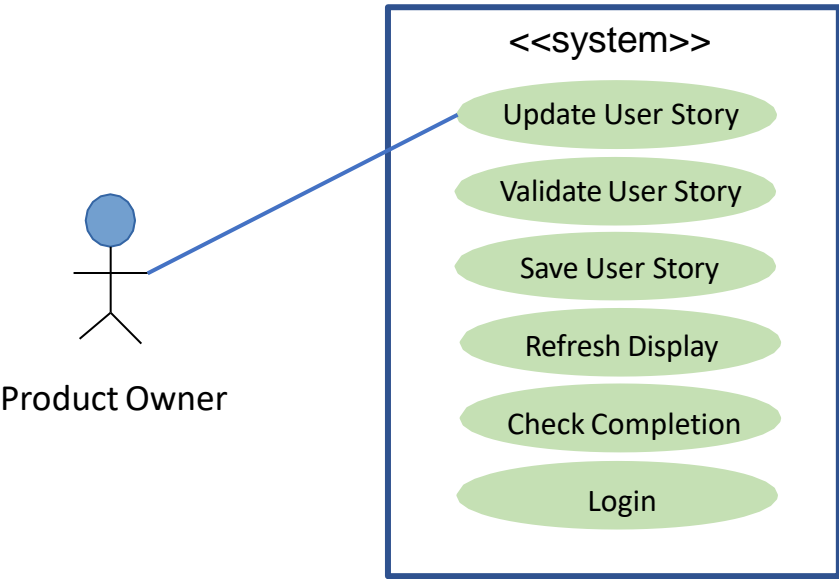 <<system>>
Update User Story
Validate User Story
Save User Story
Refresh Display
Product Owner
Check Completion
Login